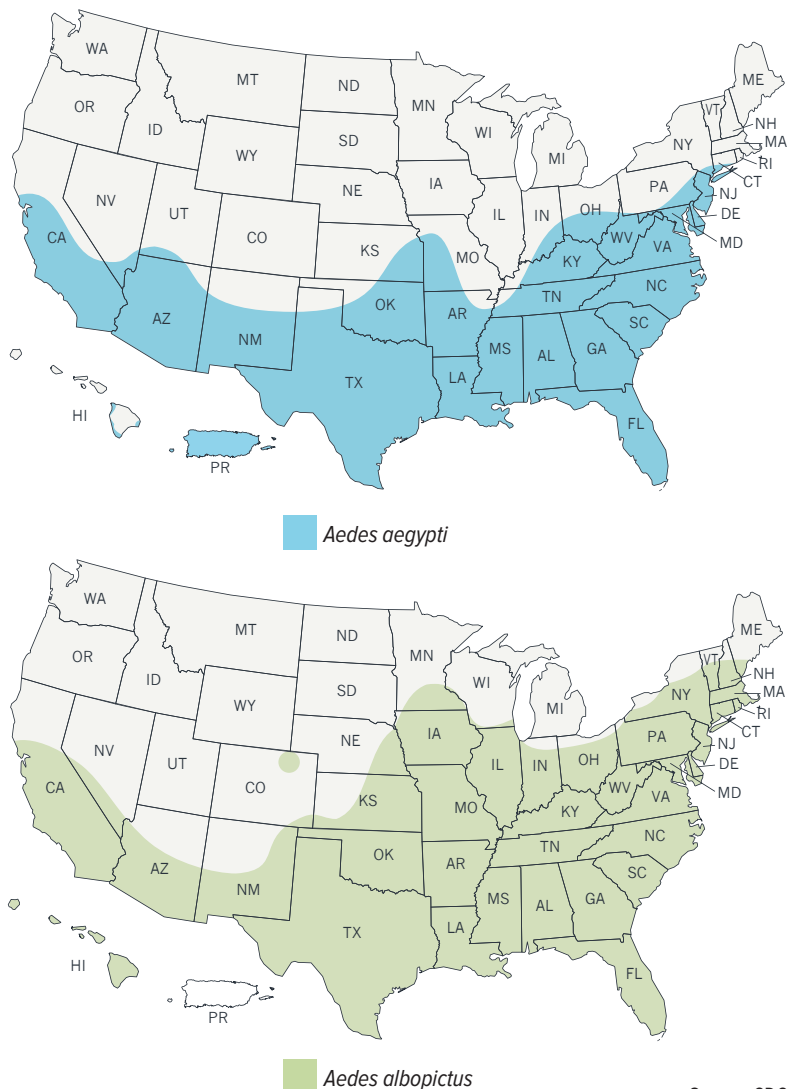 WA
MT
ND
MN
ME
OR
ID
WY
SD
WI
MI
NY
VT
NH
MA
RI
CT
NV
UT
NE
IA
IL
IN
OH
PA
NJ
DE
MD
CA
CO
KS
MO
KY
WV
VA
AZ
NM
OK
AR
TN
NC
SC
TX
LA
MS
AL
GA
FL
HI
PR
Aedes aegypti
WA
MT
ND
MN
ME
OR
ID
WY
SD
WI
MI
NY
VT
NH
MA
RI
CT
NV
UT
NE
IA
IL
IN
OH
PA
NJ
DE
MD
CA
CO
KS
MO
KY
WV
VA
AZ
NM
OK
AR
TN
NC
SC
TX
LA
MS
AL
GA
FL
HI
PR
Aedes albopictus